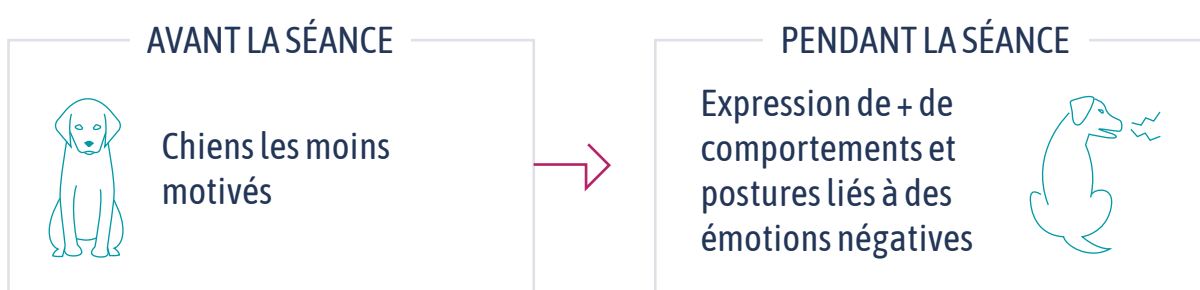 AVANT LA SÉANCE
Chiens les moins
motivés
PENDANT LA SÉANCE
Expression de + de
comportements et
postures liés à des
émotions négatives